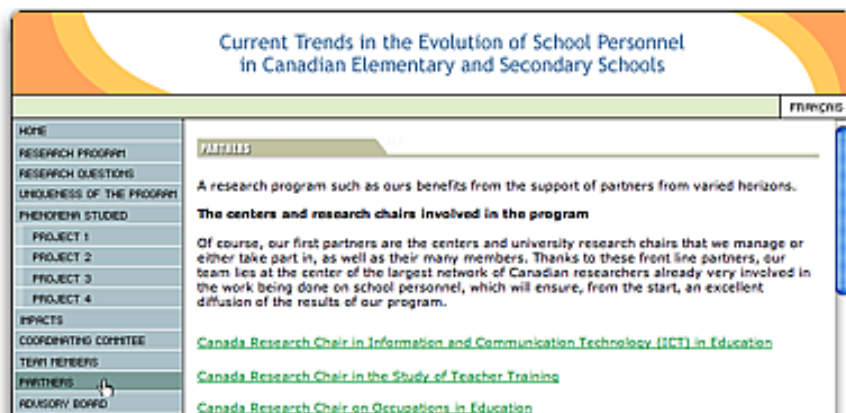 Current Trends in the Evolution of School Personnel
in Canadian Elementary and Secondary Schools
FRANÇAIS
HOME
RESEARCH PROGRAM
RESEARCH QUESTIONS
UNIQUENESS OF THE PROGRAM
PHENOMENA STUDIED
PROJECT 1
PROJECT 2
PROJECT 3
PROJECT 4
IMPACTS
COORDINATING COMMITEE
TEAM MEMBERS
PARTNERS
ADVISORY BOARD
PARTNERS
A research program such as ours benefits from the support of partners from varied horizons.
The centers and research chairs involved in the program
Of course, our first partners are the centers and university research chairs that we manage or
either take part in, as well as their many members. Thanks to these front line partners, our
team lies at the center of the largest network of Canadian researchers already very involved in
the work being done on school personnel, which will ensure, from the start, an excellent
diffusion of the results of our program.
Canada Research Chair in Information and Communication Technology (ICT) in Education
Canada Research Chair in the Study of Teacher Training
Canada Research Chair on Occupations in Education